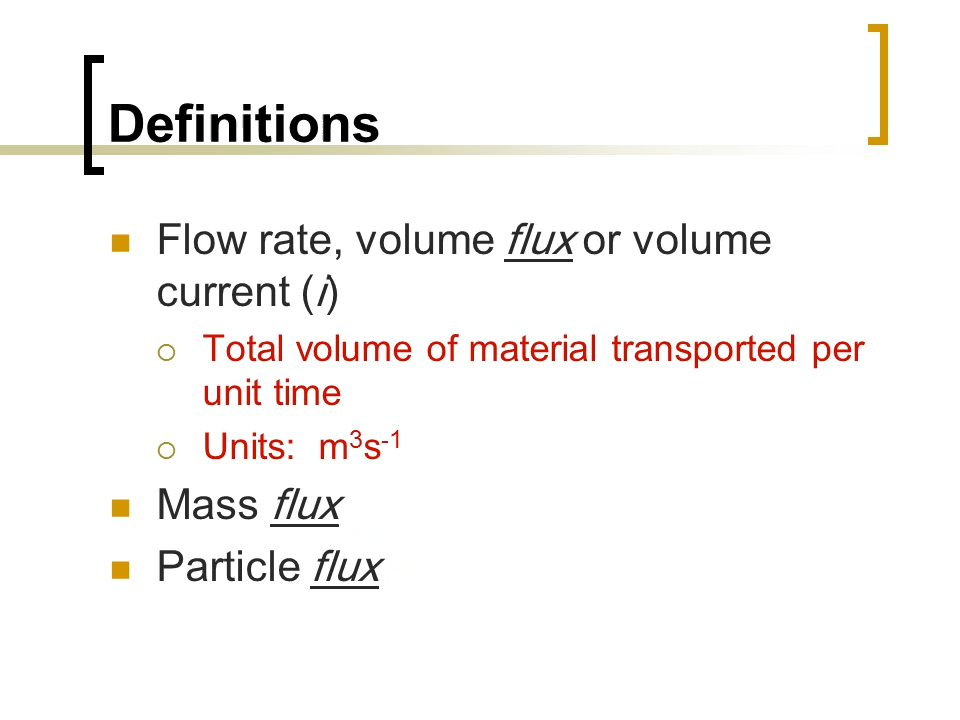 Definitions
Flow rate, volume flux or volume
current (i)
Total volume of material transported per
unit time
Units: m³s⁻¹
Mass flux
Particle flux